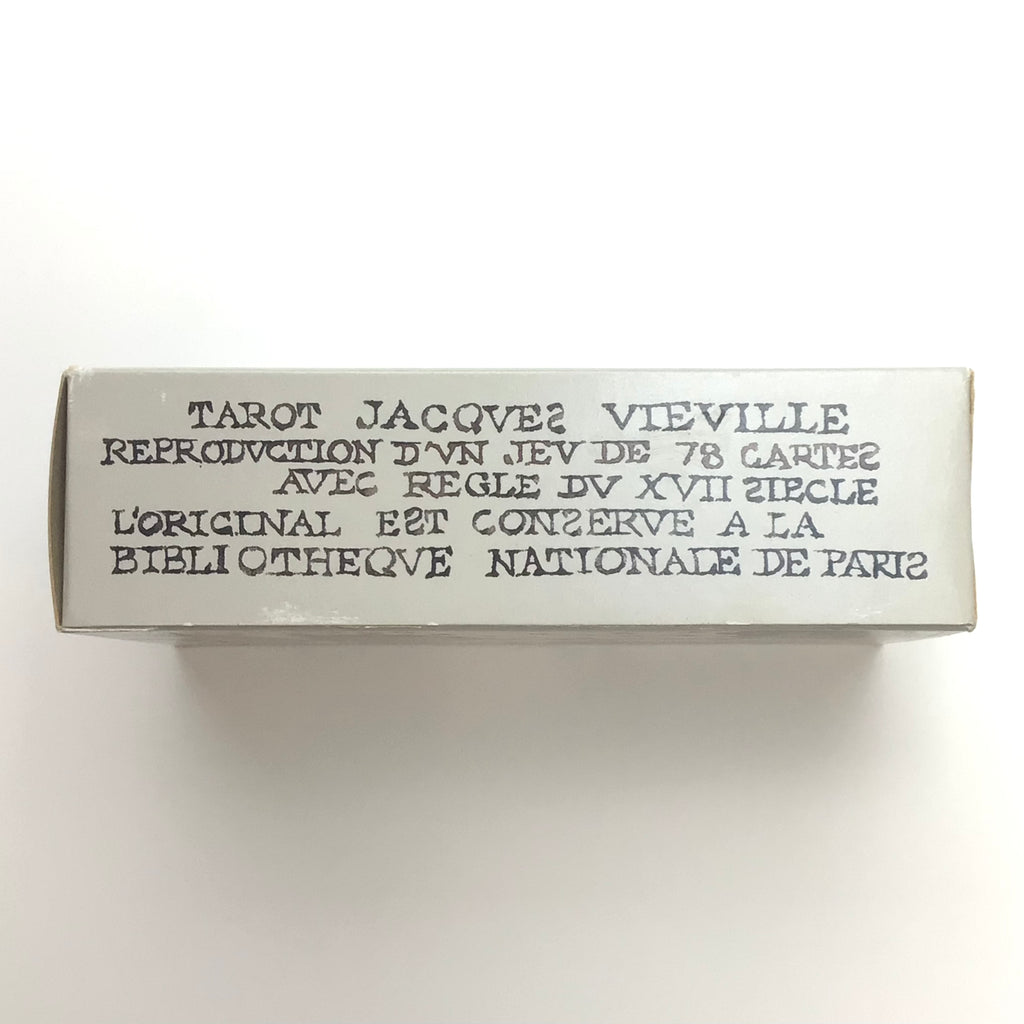 TAROT JACQVES VIEVILLE
REPRODVCTION D'VN JEV DE 78 CARTES
AVEC REGLE DV XVII SIECLE
L'ORIGINAL EST CONSERVE A LA
BIBLIOTHEQVE NATIONALE DE PARIS